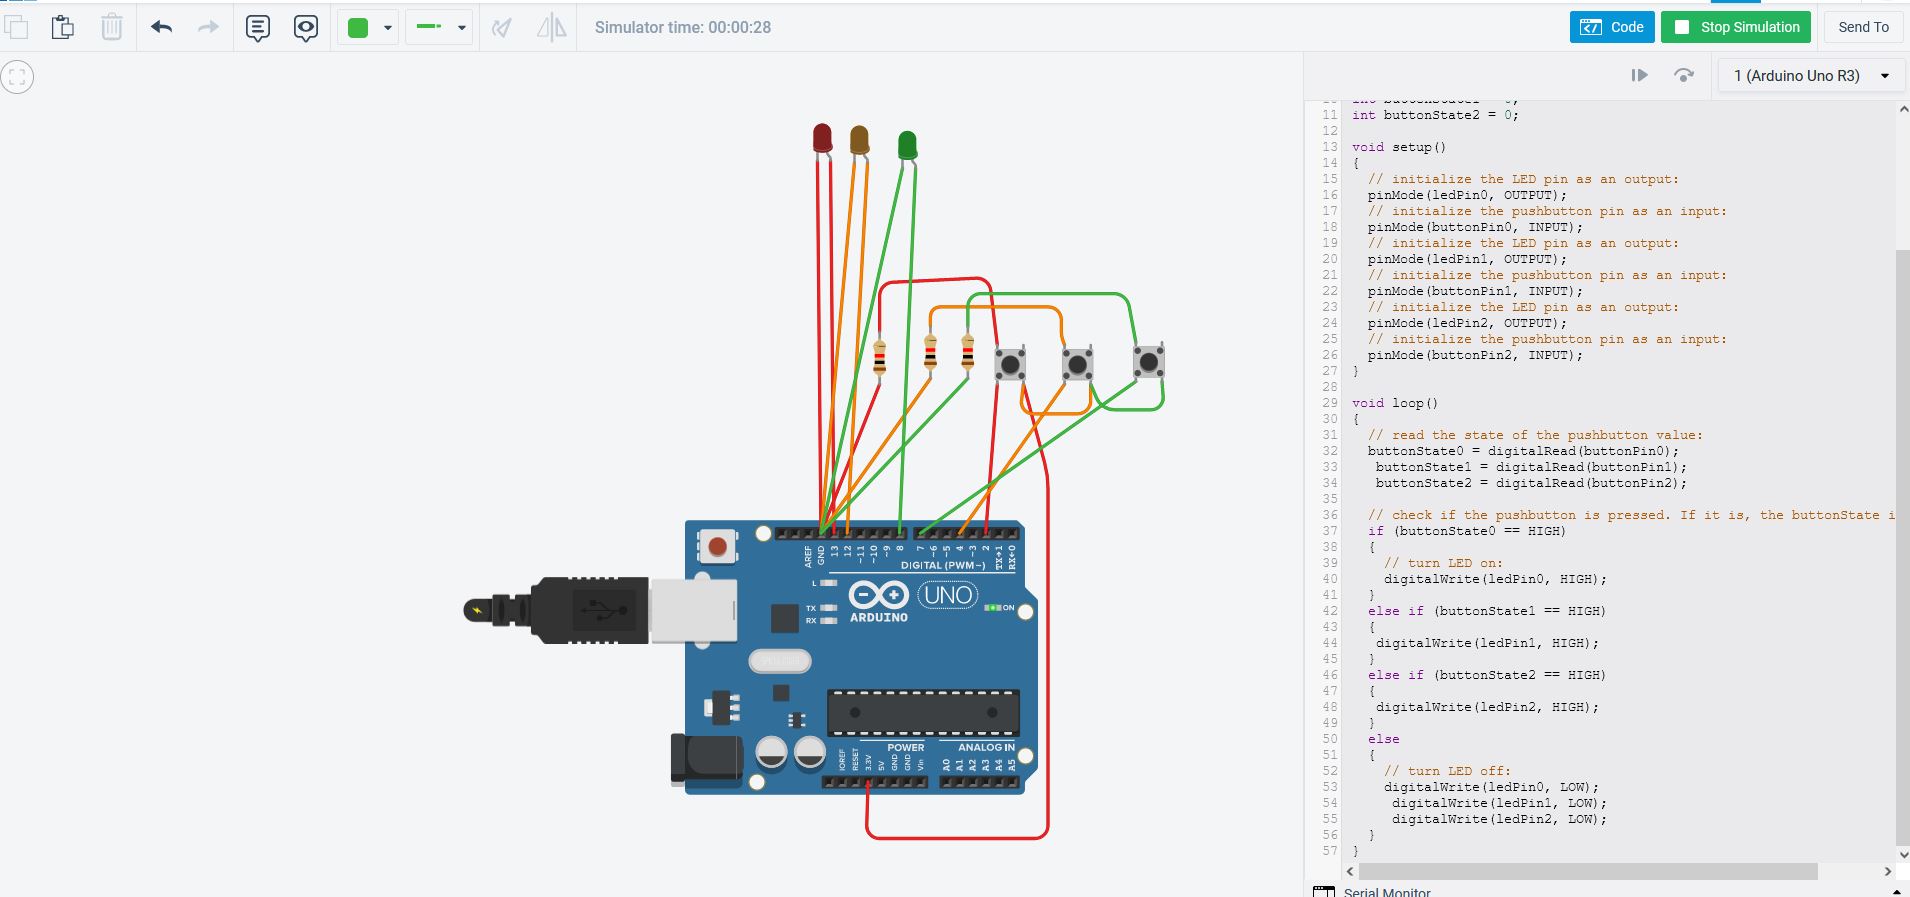 Simulator time: 00:00:28
Code
Stop Simulation
Send To
1 (Arduino Uno R3)
11 int buttonState2 = 0;
12
13 void setup()
14 {
15 // initialize the LED pin as an output:
16 pinMode(ledPin0, OUTPUT);
17 // initialize the pushbutton pin as an input:
18 pinMode(buttonPin0, INPUT);
19 // initialize the LED pin as an output:
20 pinMode(ledPin1, OUTPUT);
21 // initialize the pushbutton pin as an input:
22 pinMode(buttonPin1, INPUT);
23 // initialize the LED pin as an output:
24 pinMode(ledPin2, OUTPUT);
25 // initialize the pushbutton pin as an input:
26 pinMode(buttonPin2, INPUT);
27 }
28
29 void loop()
30 {
31 // read the state of the pushbutton value:
32 buttonState0 = digitalRead(buttonPin0);
33 buttonState1 = digitalRead(buttonPin1);
34 buttonState2 = digitalRead(buttonPin2);
35
36 // check if the pushbutton is pressed. If it is, the buttonState i
37 if (buttonState0 == HIGH)
38 {
39 // turn LED on:
40 digitalWrite(ledPin0, HIGH);
41 }
42 else if (buttonState1 == HIGH)
43 {
44 digitalWrite(ledPin1, HIGH);
45 }
46 else if (buttonState2 == HIGH)
47 {
48 digitalWrite(ledPin2, HIGH);
49 }
50 else
51 {
52 // turn LED off:
53 digitalWrite(ledPin0, LOW);
54 digitalWrite(ledPin1, LOW);
55 digitalWrite(ledPin2, LOW);
56 }
57 }
Serial Monitor
AREF GND 13 12 ~11 ~10 ~9 8 7 ~6 ~5 4 ~3 2 TX→1 RX←0
DIGITAL (PWM~)
L
TX
RX
UNO
ARDUINO
ON
POWER ANALOG IN
IOREF RESET 3.3V 5V GND GND Vin A0 A1 A2 A3 A4 A5